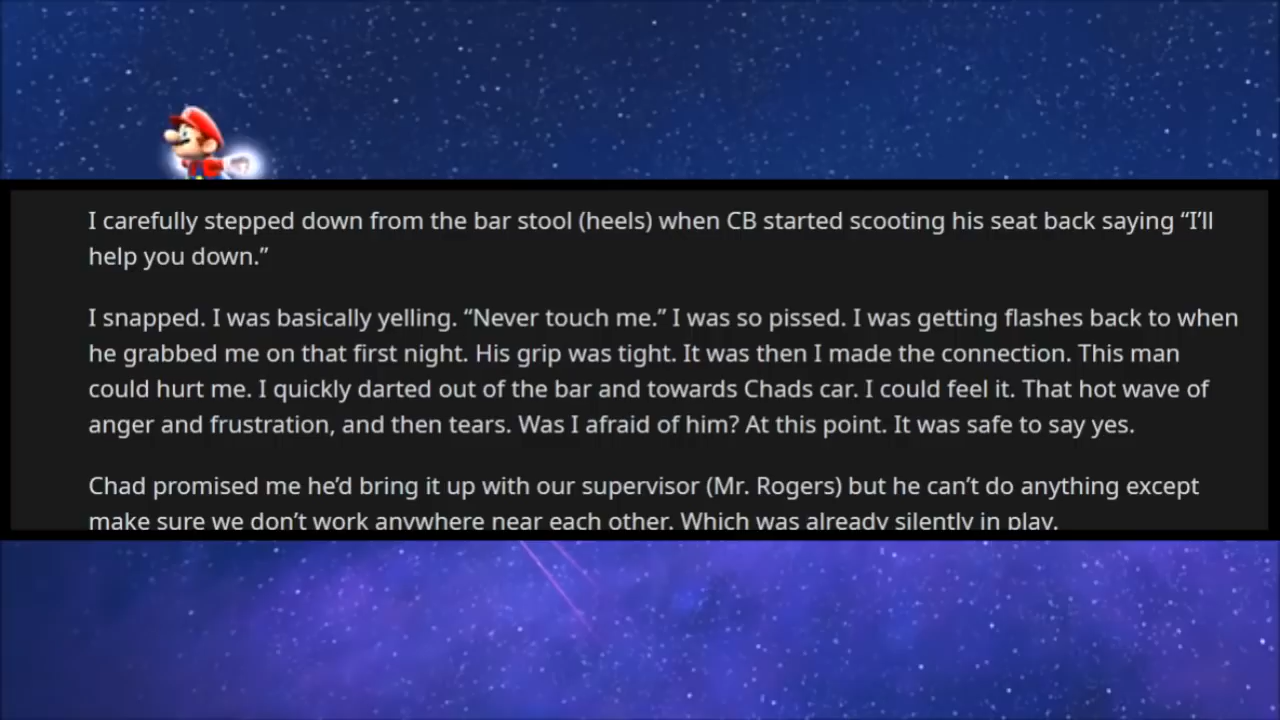 I carefully stepped down from the bar stool (heels) when CB started scooting his seat back saying “I’ll
help you down.”
I snapped. I was basically yelling. “Never touch me.” I was so pissed. I was getting flashes back to when
he grabbed me on that first night. His grip was tight. It was then I made the connection. This man
could hurt me. I quickly darted out of the bar and towards Chads car. I could feel it. That hot wave of
anger and frustration, and then tears. Was I afraid of him? At this point. It was safe to say yes.
Chad promised me he’d bring it up with our supervisor (Mr. Rogers) but he can’t do anything except
make sure we don’t work anywhere near each other. Which was already silently in play.